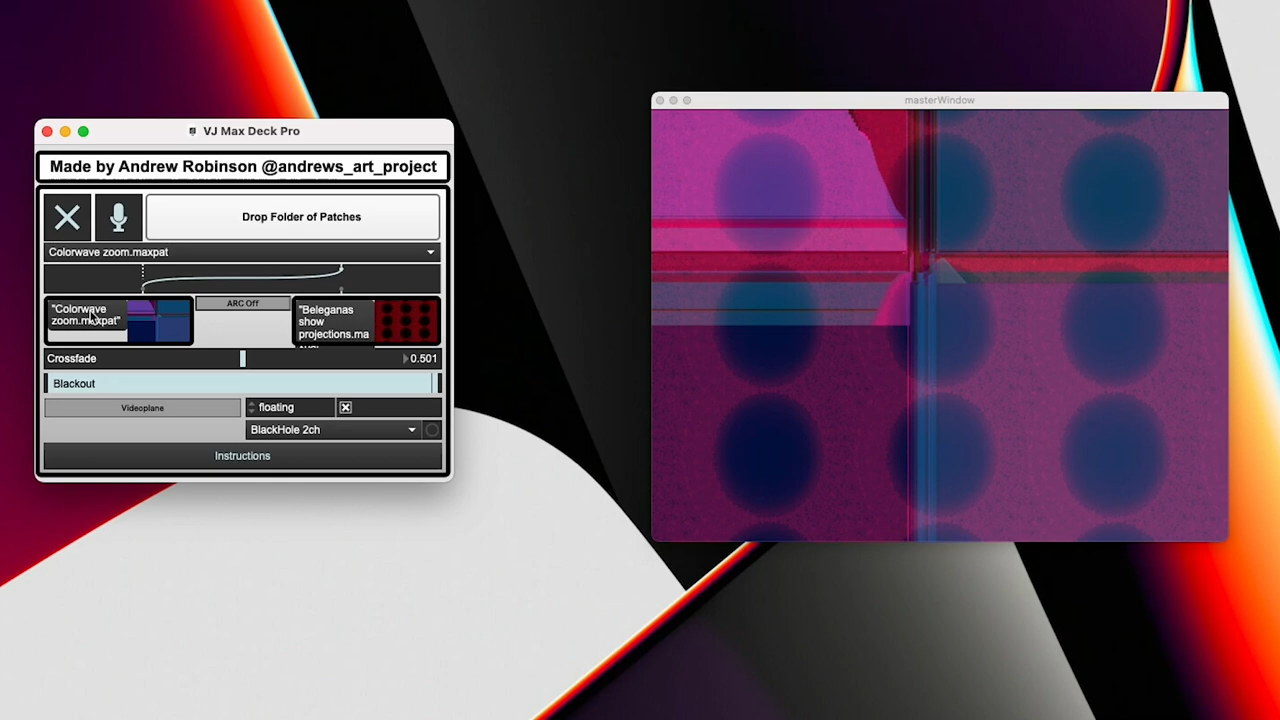 VJ Max Deck Pro
masterWindow
Made by Andrew Robinson @andrews_art_project
Drop Folder of Patches
Colorwave zoom.maxpat
"Colorwave
zoom.maxpat"
ARC Off
"Beleganas
show
projections.ma
Crossfade
0.501
Blackout
Videoplane
floating
BlackHole 2ch
Instructions